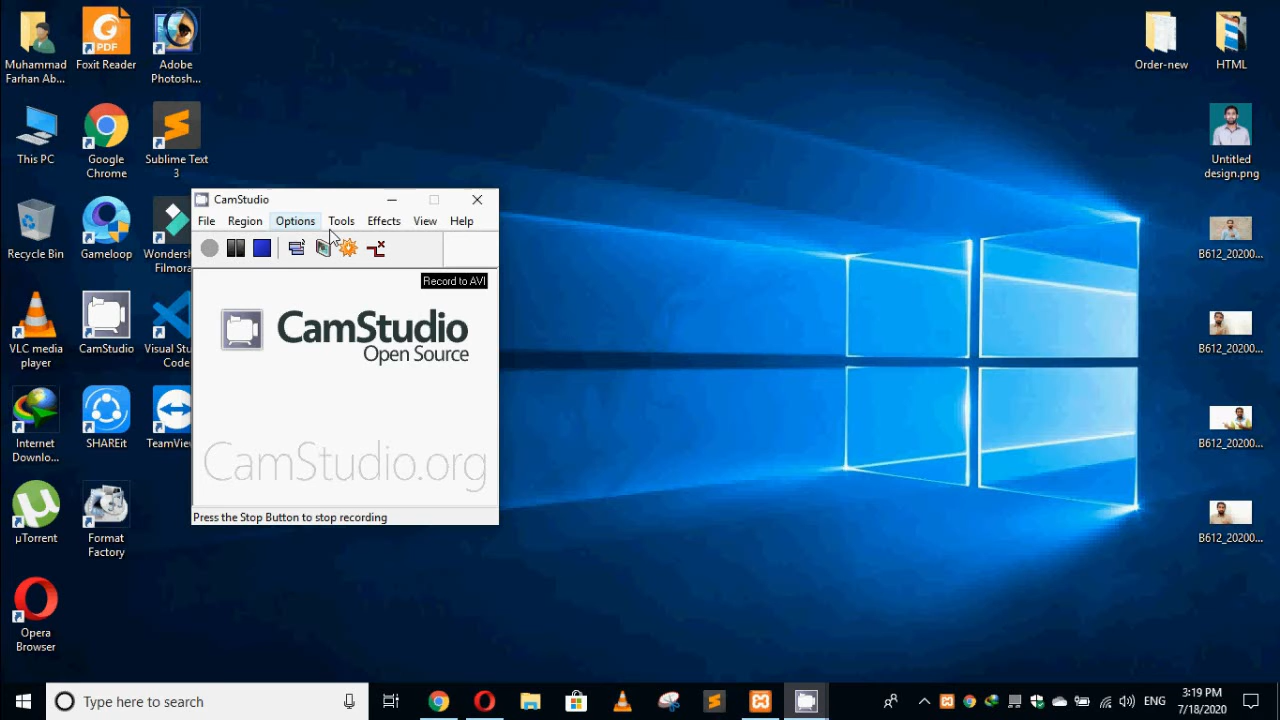 Muhammad
Farhan Ab...
Foxit Reader
PDF
Adobe
Photosh...
This PC
Google
Chrome
Sublime Text
3
Recycle Bin
Gameloop
Wondersh
Filmora
VLC media
player
CamStudio
Visual Stu
Code
Internet
Downlo...
SHAREit
TeamView
µTorrent
Format
Factory
Opera
Browser
CamStudio
File Region Options Tools Effects View Help
Record to AVI
CamStudio
Open Source
CamStudio.org
Press the Stop Button to stop recording
Order-new
HTML
Untitled
design.png
B612_20200...
B612_20200...
B612_20200...
B612_20200...
Type here to search
ENG
3:19 PM
7/18/2020